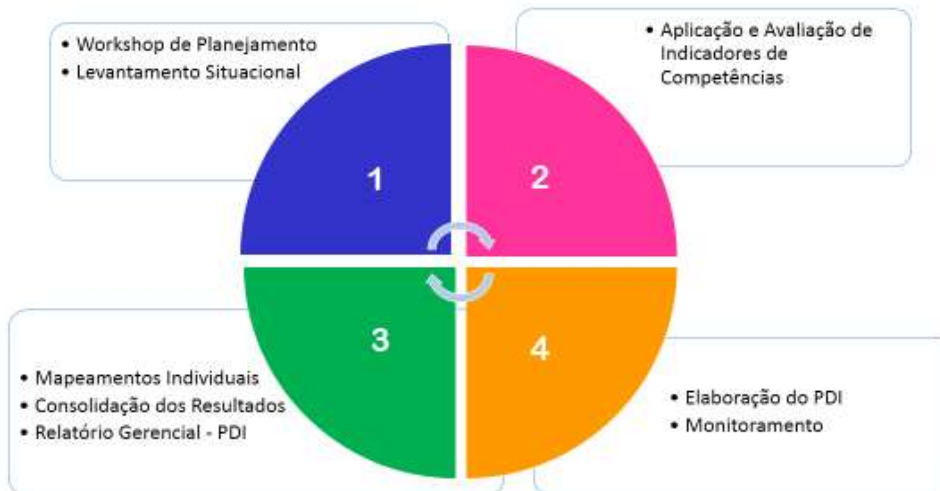 • Workshop de Planejamento
• Levantamento Situacional
1
• Aplicação e Avaliação de
Indicadores de
Competências
2
• Mapeamentos Individuais
• Consolidação dos Resultados
• Relatório Gerencial - PDI
3
• Elaboração do PDI
• Monitoramento
4